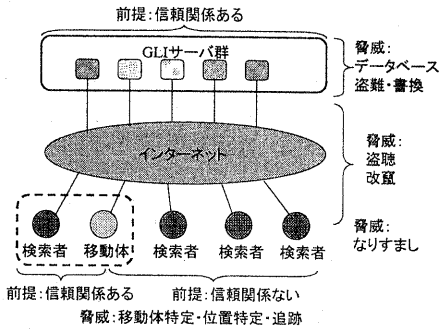 前提:信頼関係ある
GLIサーバ群
脅威:
データベース
盗難・書換
インターネット
脅威:
盗聴
改竄
脅威:
なりすまし
検索者 移動体 検索者 検索者 検索者
前提:信頼関係ある 前提:信頼関係ない
脅威:移動体特定・位置特定・追跡